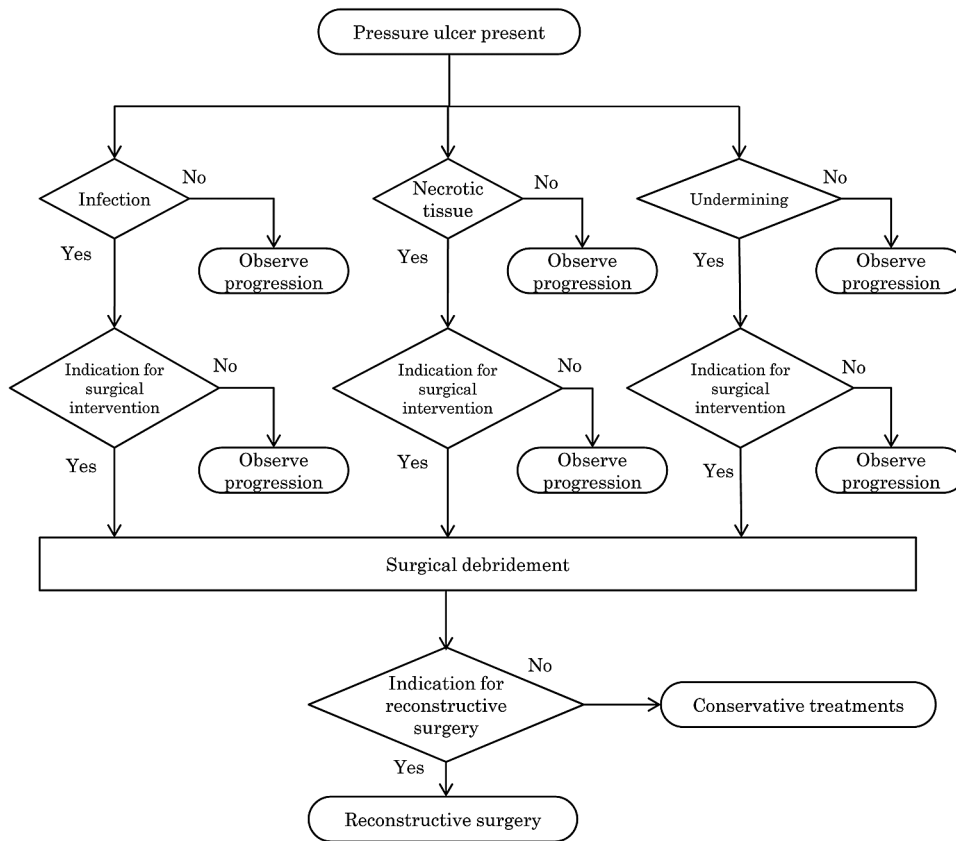 Pressure ulcer present
Infection
No
Necrotic
tissue
No
Undermining
No
Yes
Observe
progression
Yes
Observe
progression
Yes
Observe
progression
Indication for
surgical
intervention
No
Indication for
surgical
intervention
No
Indication for
surgical
intervention
No
Yes
Observe
progression
Yes
Observe
progression
Yes
Observe
progression
Surgical debridement
Indication for
reconstructive
surgery
No
Conservative treatments
Yes
Reconstructive surgery